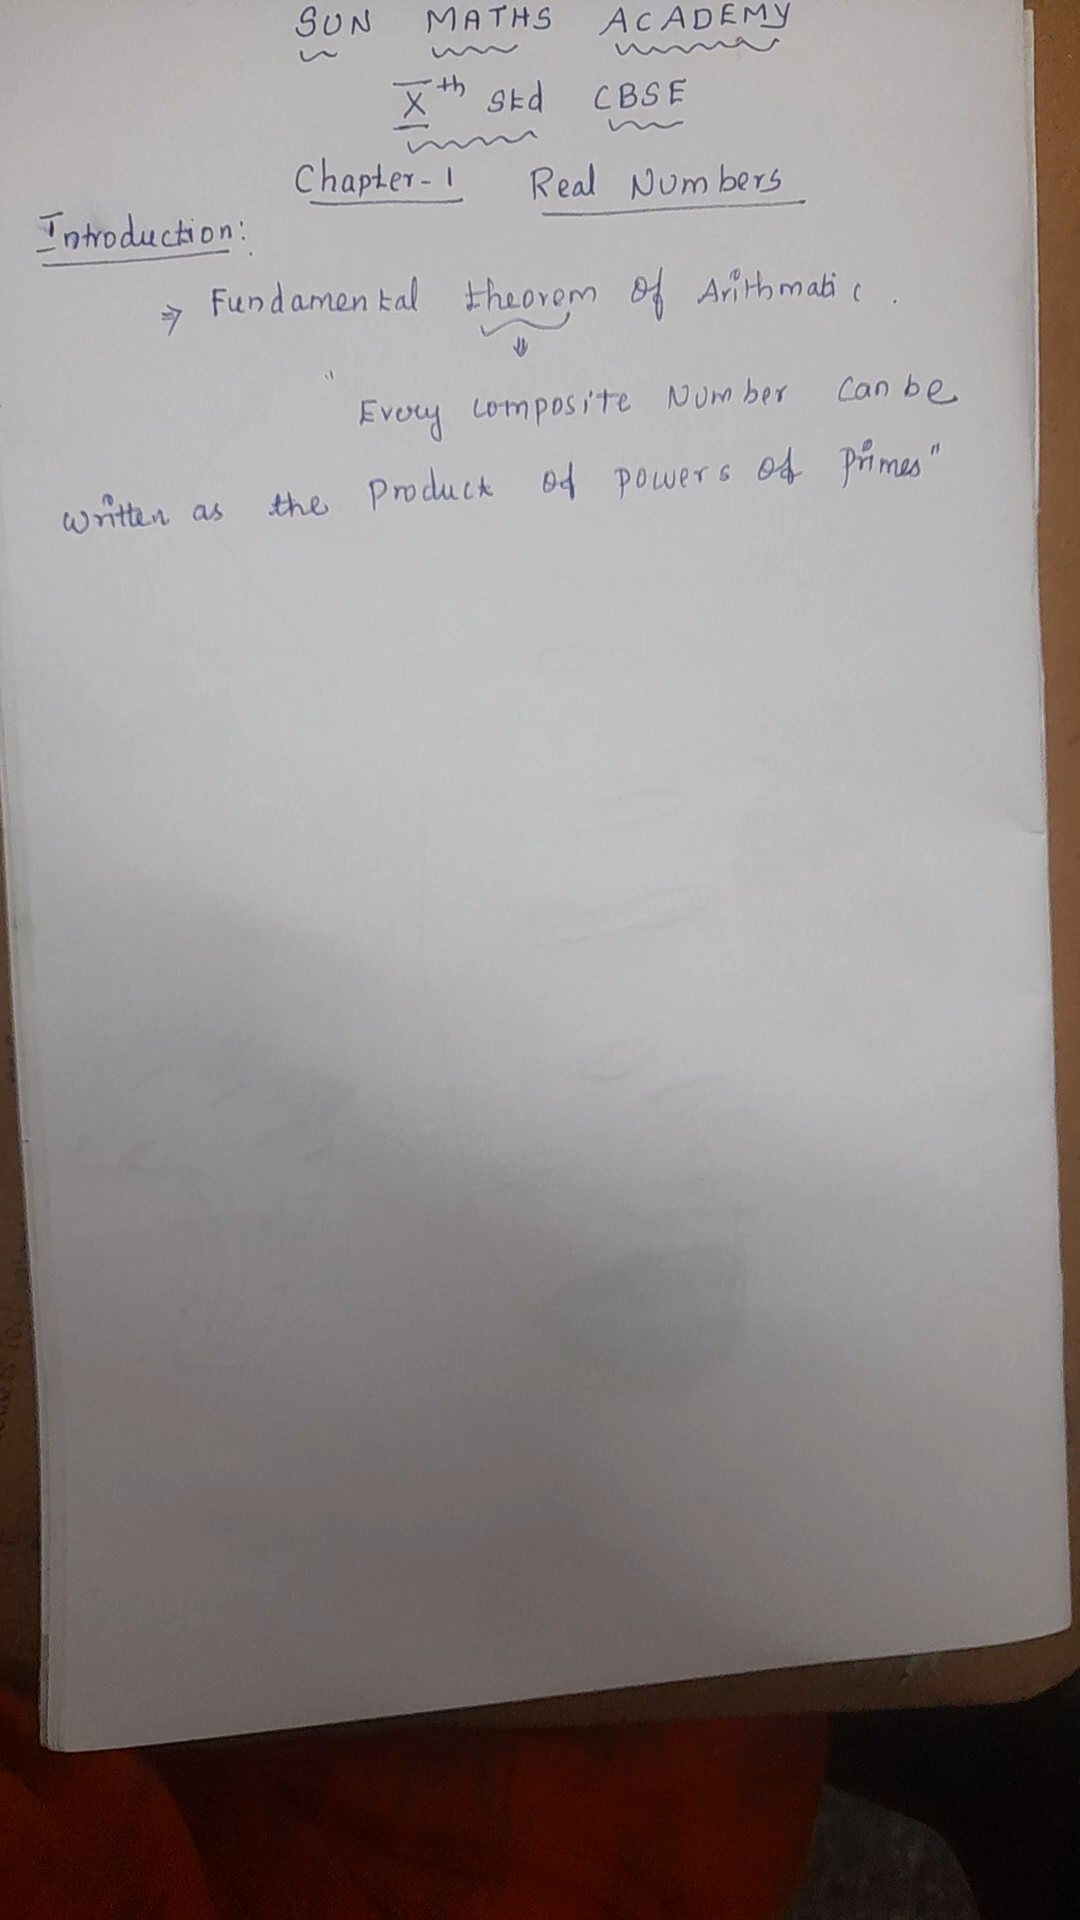 SUN MATHS ACADEMY
Xth Std CBSE
Chapter-1 Real Numbers
Introduction:
⇒ Fundamental theorem of Arithmatic.
⇓
"Every composite Number can be
written as the Product of powers of primes"